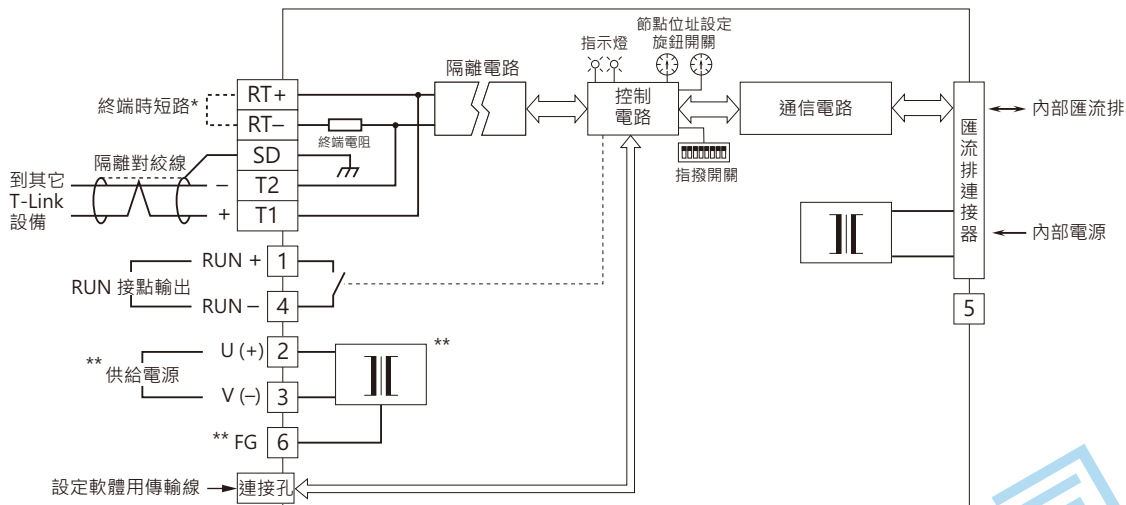 節點位址設定
旋鈕開關
指示燈
隔離電路
控制
電路
通信電路
匯流排連接器
內部匯流排
指撥開關
內部電源
5
終端時短路*
RT+
RT−
終端電阻
SD
隔離對絞線
到其它
T-Link
設備
−
T2
+
T1
RUN +
1
RUN 接點輸出
RUN −
4
U (+)
2
**
** 供給電源
V (−)
3
** FG
6
設定軟體用傳輸線
連接孔